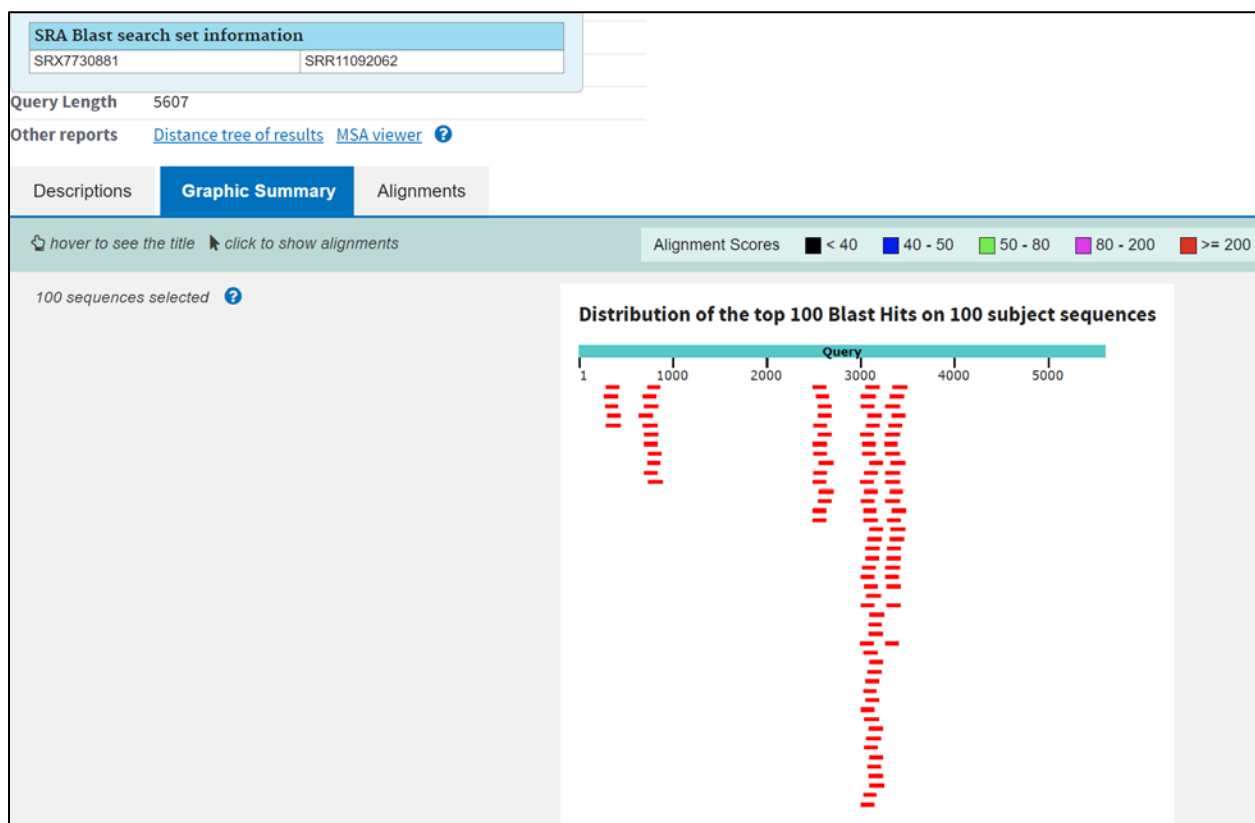 SRA Blast search set information
SRX7730881 SRR11092062
Query Length 5607
Other reports Distance tree of results MSA viewer ?
Descriptions Graphic Summary Alignments
hover to see the title click to show alignments Alignment Scores < 40 40 - 50 50 - 80 80 - 200 >= 200
100 sequences selected ?
Distribution of the top 100 Blast Hits on 100 subject sequences
Query
1 1000 2000 3000 4000 5000